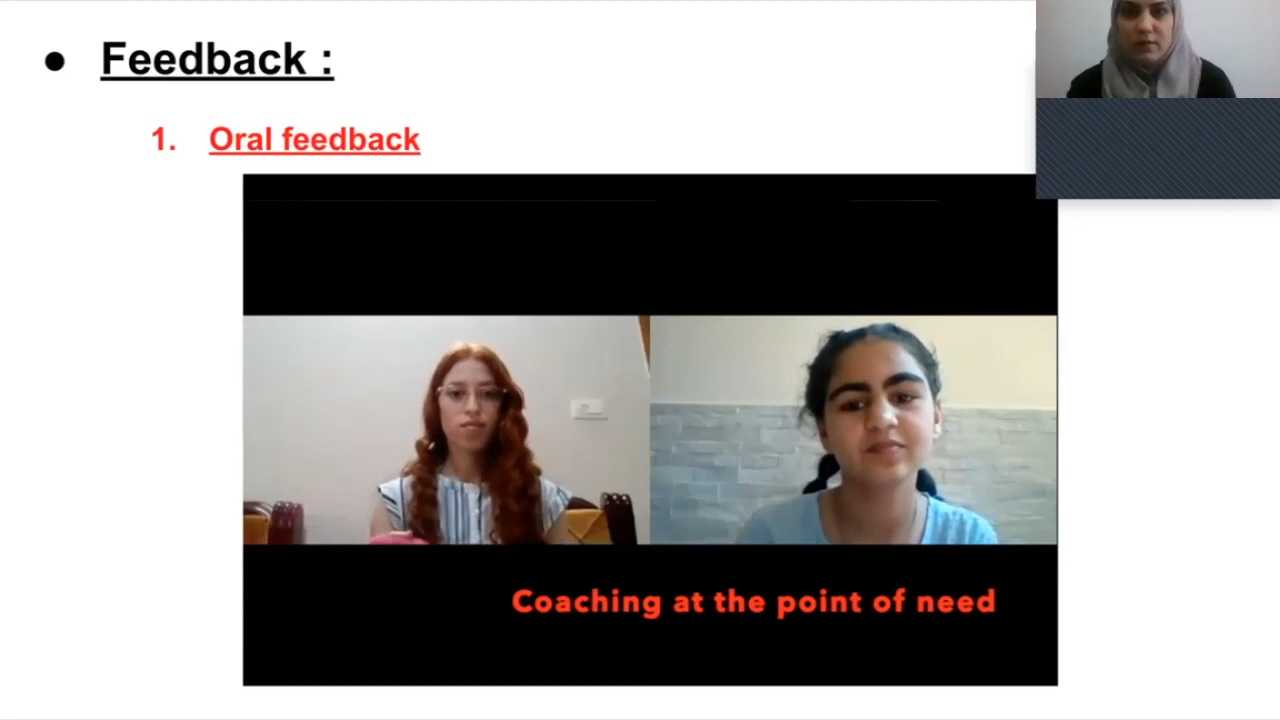 ● Feedback :
1. Oral feedback
Coaching at the point of need